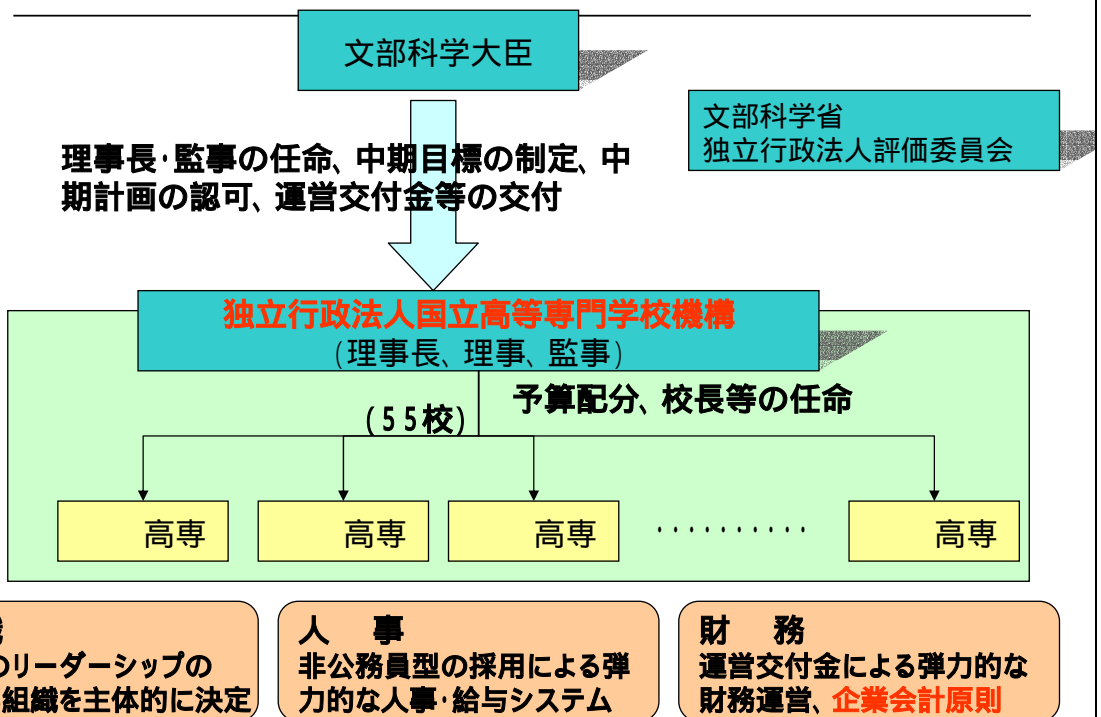 文部科学大臣
文部科学省
独立行政法人評価委員会
理事長・監事の任命、中期目標の制定、中
期計画の認可、運営交付金等の交付
独立行政法人国立高等専門学校機構
(理事長、理事、監事)
予算配分、校長等の任命
(55校)
高専
高専
高専
・・・・・・・・・・
高専
のリーダーシップの
組織を主体的に決定
人 事
非公務員型の採用による弾
力的な人事・給与システム
財 務
運営交付金による弾力的な
財務運営、企業会計原則